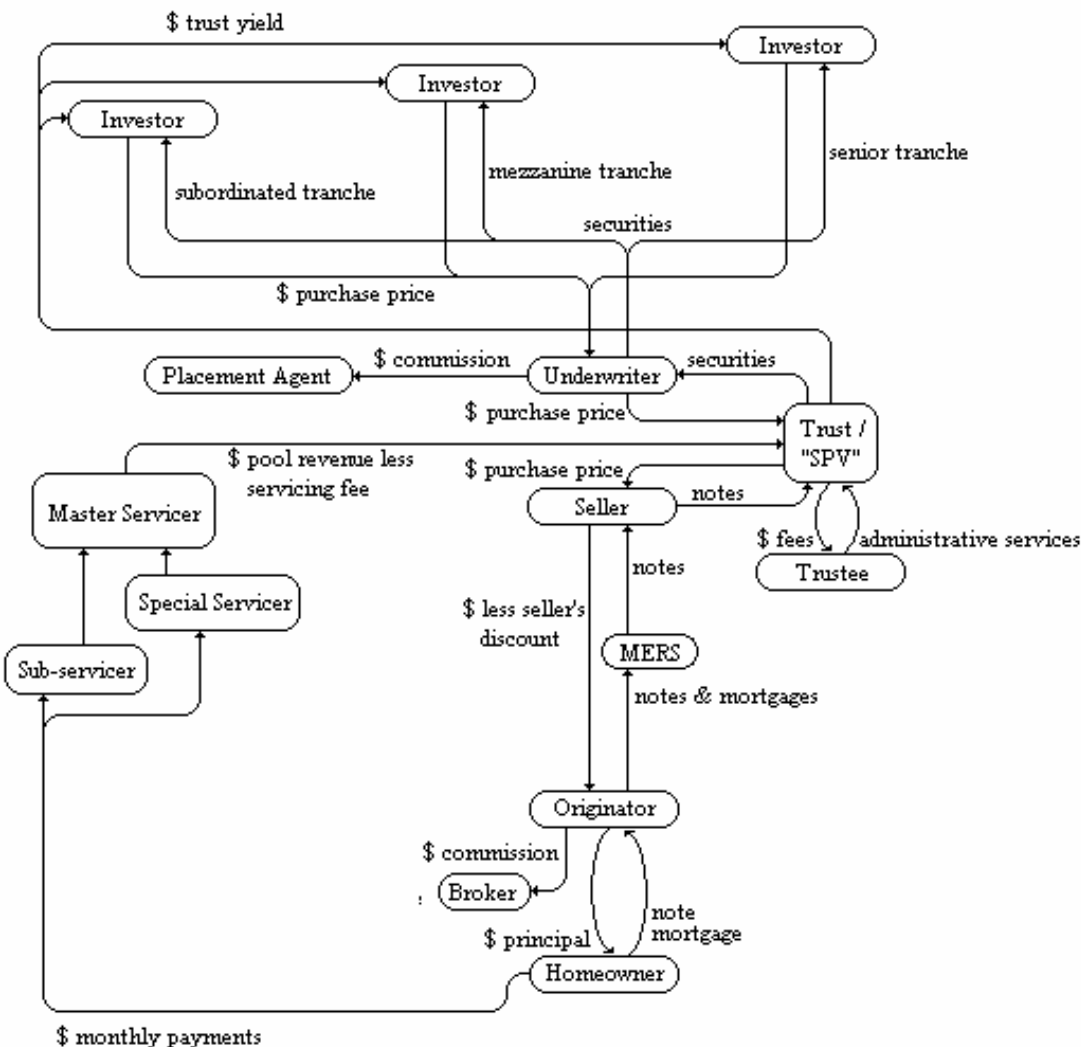 $ trust yield
Investor
Investor
Investor
senior tranche
mezzanine tranche
subordinated tranche
securities
$ purchase price
$ commission
securities
Placement Agent
Underwriter
$ purchase price
Trust /
"SPV"
$ pool revenue less
servicing fee
$ purchase price
notes
Master Servicer
Seller
$ fees
administrative services
notes
Trustee
Special Servicer
$ less seller's
discount
MERS
Sub-servicer
notes & mortgages
Originator
$ commission
Broker
:
note
mortgage
$ principal
Homeowner
$ monthly payments